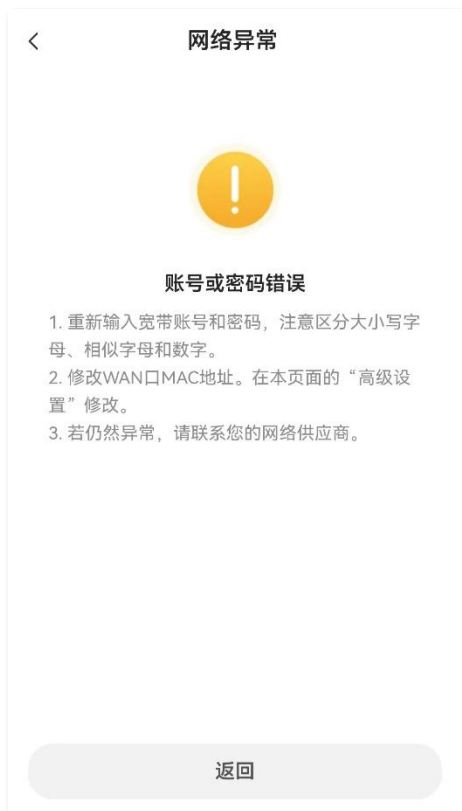 网络异常
账号或密码错误
1. 重新输入宽带账号和密码，注意区分大小写字
母、相似字母和数字。
2. 修改WAN口MAC地址。在本页面的“高级设
置”修改。
3. 若仍然异常，请联系您的网络供应商。
返回